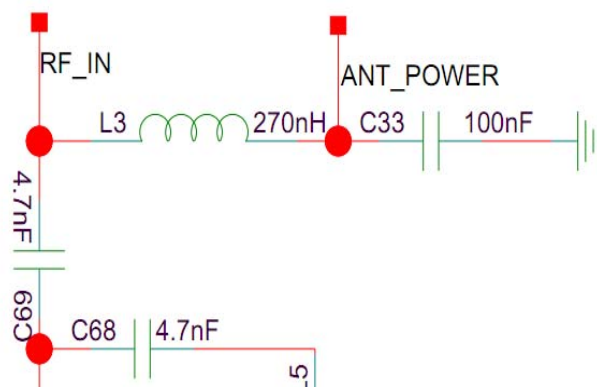 RF_IN
ANT_POWER
L3
270nH
C33
100nF
4.7nF
C69
C68
4.7nF